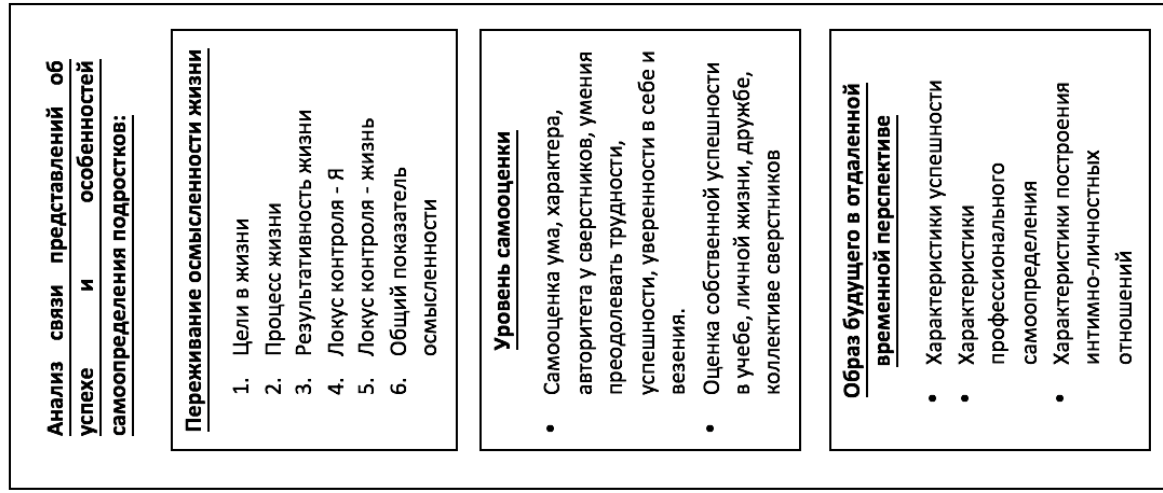 Анализ связи представлений об
успехе и особенностей
самоопределения подростков:
Переживание осмысленности жизни
1. Цели в жизни
2. Процесс жизни
3. Результативность жизни
4. Локус контроля - Я
5. Локус контроля - жизнь
6. Общий показатель
осмысленности
Уровень самооценки
• Самооценка ума, характера,
авторитета у сверстников, умения
преодолевать трудности,
успешности, уверенности в себе и
везения.
• Оценка собственной успешности
в учебе, личной жизни, дружбе,
коллективе сверстников
Образ будущего в отдаленной
временной перспективе
• Характеристики успешности
• Характеристики
профессионального
самоопределения
• Характеристики построения
интимно-личностных
отношений